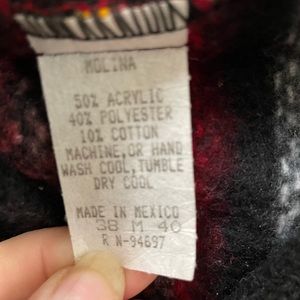 MOLINA
50% ACRYLIC
40% POLYESTER
10% COTTON
MACHINE,OR HAND
WASH COOL,TUMBLE
DRY COOL
MADE IN MEXICO
38 M 40
R N-94697